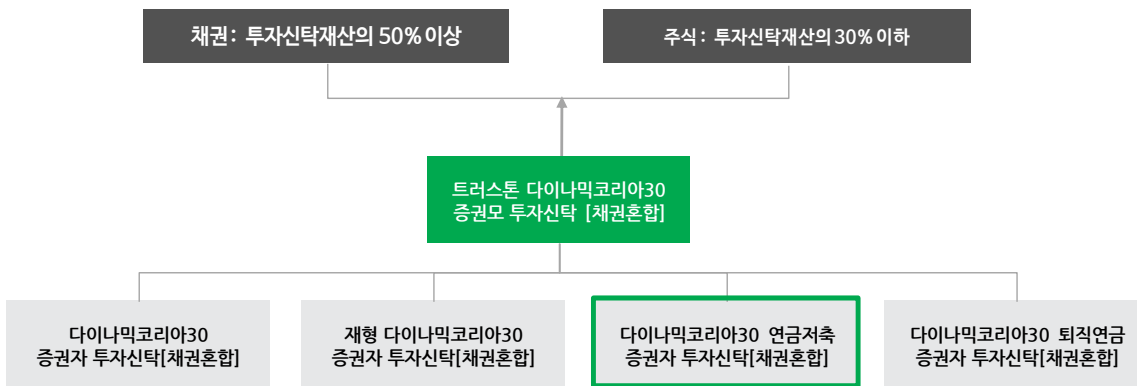 채권: 투자신탁재산의 50% 이상
주식: 투자신탁재산의 30% 이하
트러스톤 다이나믹코리아30
증권모 투자신탁 [채권혼합]
다이나믹코리아30
증권자 투자신탁[채권혼합]
재형 다이나믹코리아30
증권자 투자신탁[채권혼합]
다이나믹코리아30 연금저축
증권자 투자신탁[채권혼합]
다이나믹코리아30 퇴직연금
증권자 투자신탁[채권혼합]